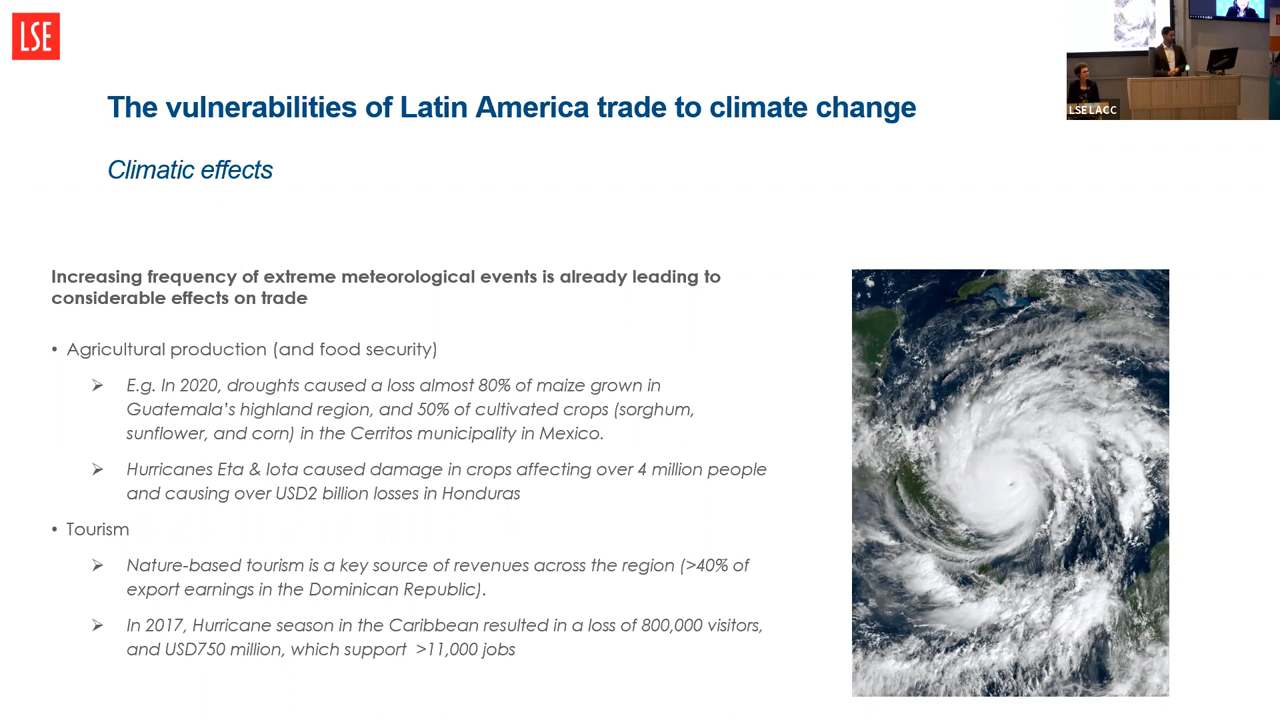 LSE
LSE LACC
The vulnerabilities of Latin America trade to climate change
Climatic effects
Increasing frequency of extreme meteorological events is already leading to
considerable effects on trade
• Agricultural production (and food security)
➢ E.g. In 2020, droughts caused a loss almost 80% of maize grown in
Guatemala’s highland region, and 50% of cultivated crops (sorghum,
sunflower, and corn) in the Cerritos municipality in Mexico.
➢ Hurricanes Eta & Iota caused damage in crops affecting over 4 million people
and causing over USD2 billion losses in Honduras
• Tourism
➢ Nature-based tourism is a key source of revenues across the region (>40% of
export earnings in the Dominican Republic).
➢ In 2017, Hurricane season in the Caribbean resulted in a loss of 800,000 visitors,
and USD750 million, which support >11,000 jobs